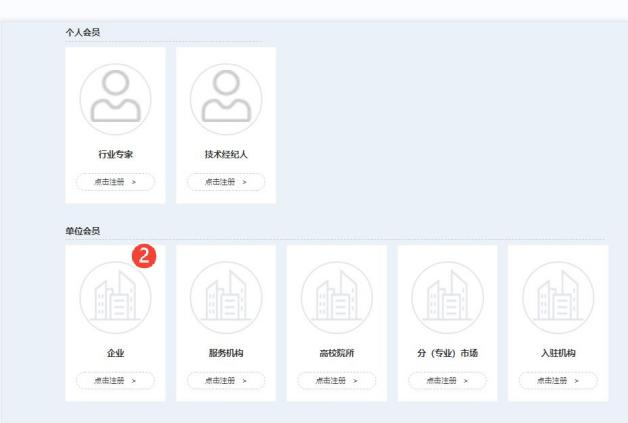 个人会员
行业专家 技术经纪人
点击注册 > 点击注册 >
单位会员
2
企业 服务机构 高校院所 分（专业）市场 入驻机构
点击注册 > 点击注册 > 点击注册 > 点击注册 > 点击注册 >